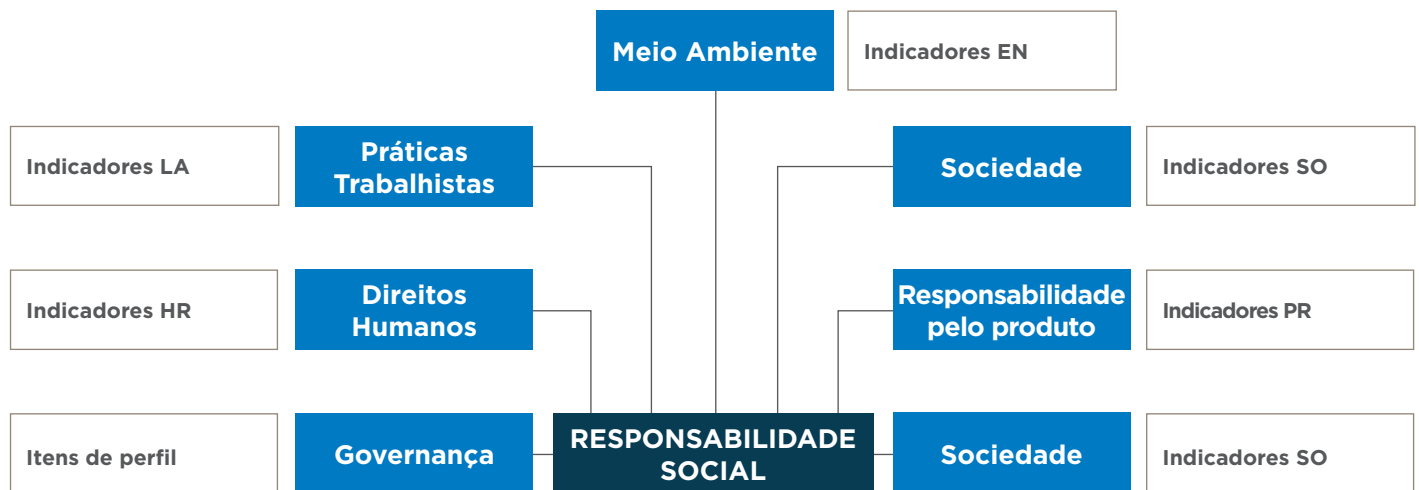 Meio Ambiente
Indicadores EN
Indicadores LA
Práticas
Trabalhistas
Sociedade
Indicadores SO
Indicadores HR
Direitos
Humanos
Responsabilidade
pelo produto
Indicadores PR
Itens de perfil
Governança
RESPONSABILIDADE
SOCIAL
Sociedade
Indicadores SO